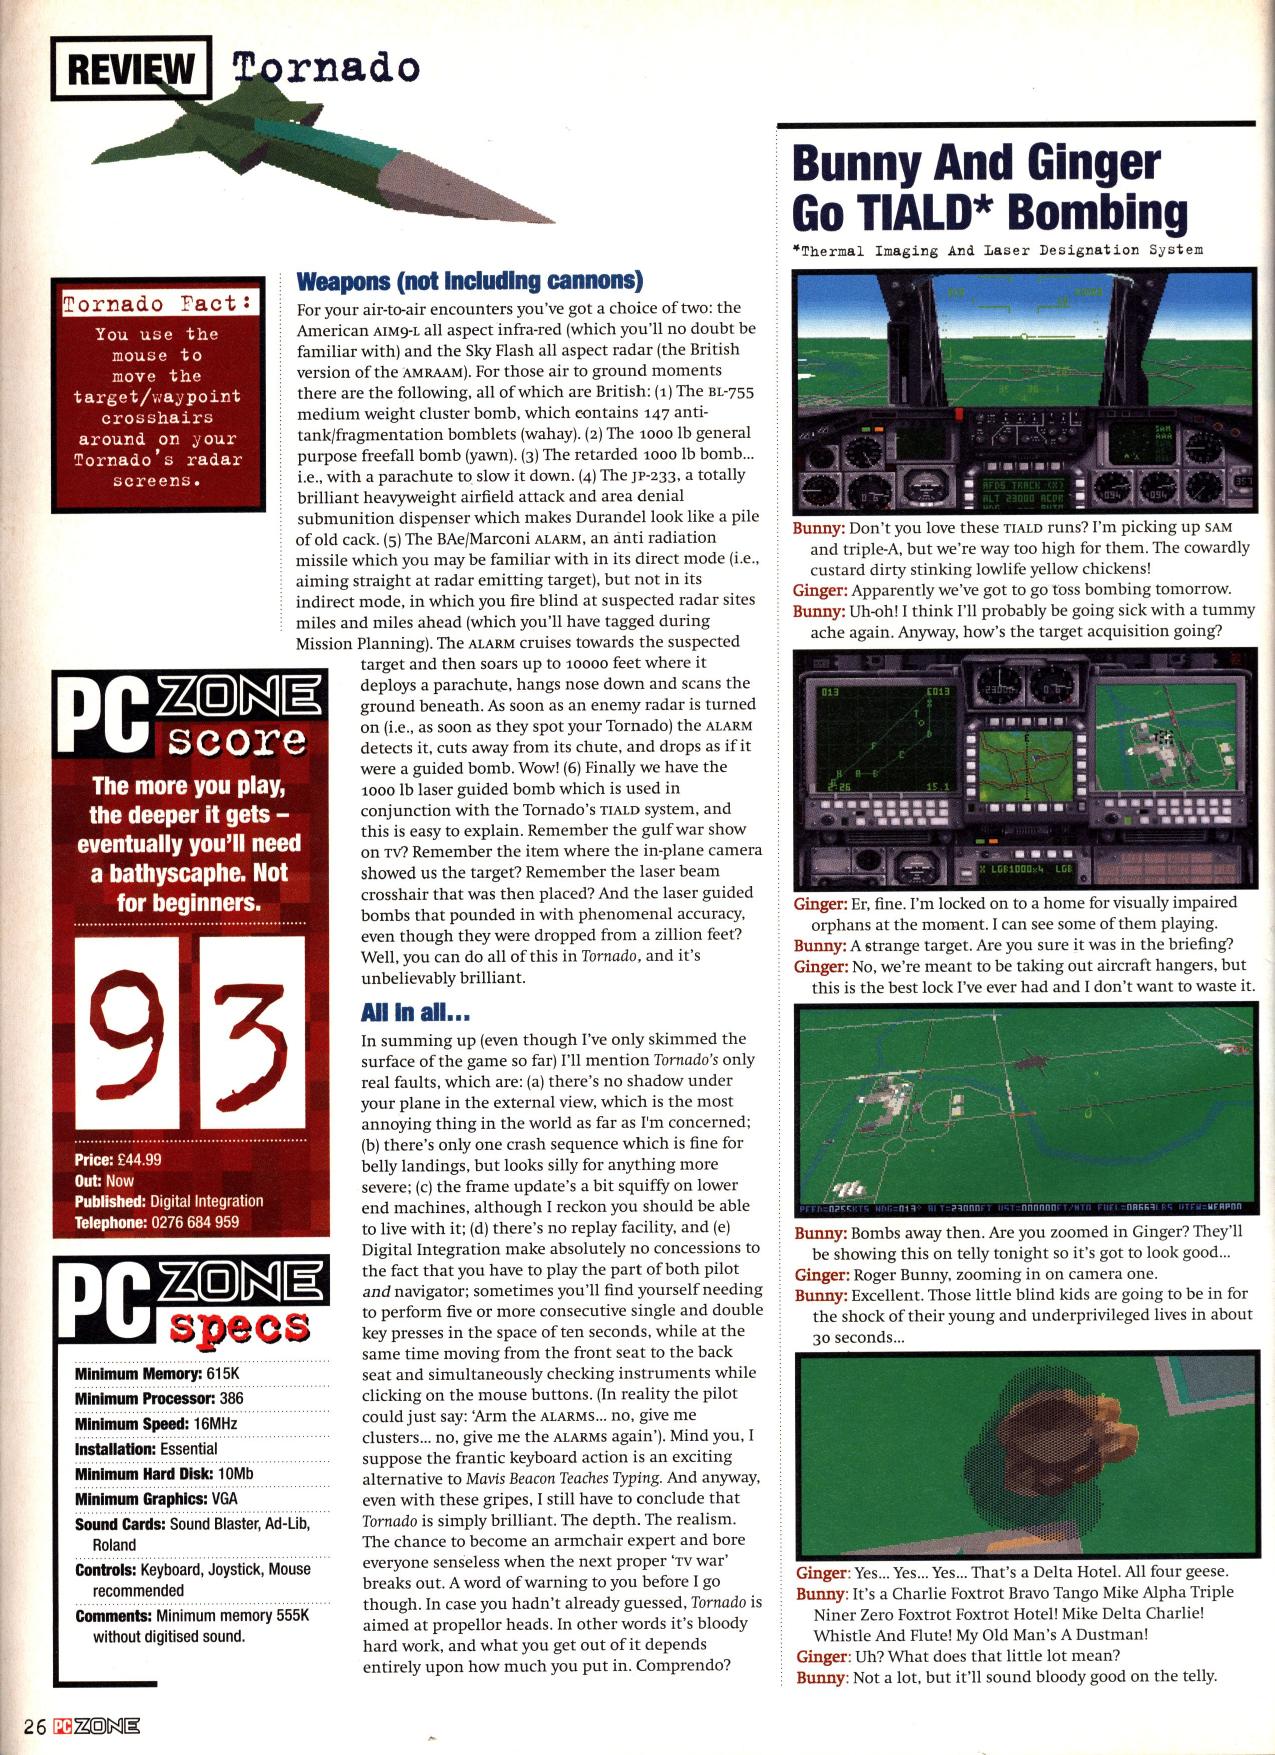 REVIEW Tornado
Tornado Fact:
You use the
mouse to
move the
target/waypoint
crosshairs
around on your
Tornado's radar
screens.
Weapons (not including cannons)
For your air-to-air encounters you've got a choice of two: the
American AIM9-L all aspect infra-red (which you'll no doubt be
familiar with) and the Sky Flash all aspect radar (the British
version of the AMRAAM). For those air to ground moments
there are the following, all of which are British: (1) The BL-755
medium weight cluster bomb, which contains 147 anti-
tank/fragmentation bomblets (wahay). (2) The 1000 lb general
purpose freefall bomb (yawn). (3) The retarded 1000 lb bomb...
i.e., with a parachute to slow it down. (4) The JP-233, a totally
brilliant heavyweight airfield attack and area denial
submunition dispenser which makes Durandel look like a pile
of old cack. (5) The BAe/Marconi ALARM, an anti radiation
missile which you may be familiar with in its direct mode (i.e.,
aiming straight at radar emitting target), but not in its
indirect mode, in which you fire blind at suspected radar sites
miles and miles ahead (which you'll have tagged during
Mission Planning). The ALARM cruises towards the suspected
target and then soars up to 10000 feet where it
deploys a parachute, hangs nose down and scans the
ground beneath. As soon as an enemy radar is turned
on (i.e., as soon as they spot your Tornado) the ALARM
detects it, cuts away from its chute, and drops as if it
were a guided bomb. Wow! (6) Finally we have the
1000 lb laser guided bomb which is used in
conjunction with the Tornado's TIALD system, and
this is easy to explain. Remember the gulf war show
on TV? Remember the item where the in-plane camera
showed us the target? Remember the laser beam
crosshair that was then placed? And the laser guided
bombs that pounded in with phenomenal accuracy,
even though they were dropped from a zillion feet?
Well, you can do all of this in Tornado, and it's
unbelievably brilliant.
All in all...
In summing up (even though I've only skimmed the
surface of the game so far) I'll mention Tornado's only
real faults, which are: (a) there's no shadow under
your plane in the external view, which is the most
annoying thing in the world as far as I'm concerned;
(b) there's only one crash sequence which is fine for
belly landings, but looks silly for anything more
severe; (c) the frame update's a bit squiffy on lower
end machines, although I reckon you should be able
to live with it; (d) there's no replay facility, and (e)
Digital Integration make absolutely no concessions to
the fact that you have to play the part of both pilot
and navigator; sometimes you'll find yourself needing
to perform five or more consecutive single and double
key presses in the space of ten seconds, while at the
same time moving from the front seat to the back
seat and simultaneously checking instruments while
clicking on the mouse buttons. (In reality the pilot
could just say: 'Arm the ALARMS... no, give me
clusters... no, give me the ALARMs again'). Mind you, I
suppose the frantic keyboard action is an exciting
alternative to Mavis Beacon Teaches Typing. And anyway,
even with these gripes, I still have to conclude that
Tornado is simply brilliant. The depth. The realism.
The chance to become an armchair expert and bore
everyone senseless when the next proper 'TV war'
breaks out. A word of warning to you before I go
though. In case you hadn't already guessed, Tornado is
aimed at propellor heads. In other words it's bloody
hard work, and what you get out of it depends
entirely upon how much you put in. Comprendo?
PC ZONE
score
The more you play,
the deeper it gets –
eventually you'll need
a bathyscaphe. Not
for beginners.
93
Price: £44.99
Out: Now
Published: Digital Integration
Telephone: 0276 684 959
PC ZONE
specs
Minimum Memory: 615K
Minimum Processor: 386
Minimum Speed: 16MHz
Installation: Essential
Minimum Hard Disk: 10Mb
Minimum Graphics: VGA
Sound Cards: Sound Blaster, Ad-Lib,
Roland
Controls: Keyboard, Joystick, Mouse
recommended
Comments: Minimum memory 555K
without digitised sound.
Bunny And Ginger
Go TIALD* Bombing
*Thermal Imaging And Laser Designation System
SAM
AAA
AFDS TRACK (X)
ALT 23000 ACDR
Bunny: Don't you love these TIALD runs? I'm picking up SAM
and triple-A, but we're way too high for them. The cowardly
custard dirty stinking lowlife yellow chickens!
Ginger: Apparently we've got to go toss bombing tomorrow.
Bunny: Uh-oh! I think I'll probably be going sick with a tummy
ache again. Anyway, how's the target acquisition going?
013
2:26 15.1
X LGB1000x4 LGB
Ginger: Er, fine. I'm locked on to a home for visually impaired
orphans at the moment. I can see some of them playing.
Bunny: A strange target. Are you sure it was in the briefing?
Ginger: No, we're meant to be taking out aircraft hangers, but
this is the best lock I've ever had and I don't want to waste it.
HDG=013° ALT=23000FT VIEW=WEAPON
Bunny: Bombs away then. Are you zoomed in Ginger? They'll
be showing this on telly tonight so it's got to look good...
Ginger: Roger Bunny, zooming in on camera one.
Bunny: Excellent. Those little blind kids are going to be in for
the shock of their young and underprivileged lives in about
30 seconds...
Ginger: Yes... Yes... Yes... That's a Delta Hotel. All four geese.
Bunny: It's a Charlie Foxtrot Bravo Tango Mike Alpha Triple
Niner Zero Foxtrot Foxtrot Hotel! Mike Delta Charlie!
Whistle And Flute! My Old Man's A Dustman!
Ginger: Uh? What does that little lot mean?
Bunny: Not a lot, but it'll sound bloody good on the telly.
26 PC ZONE